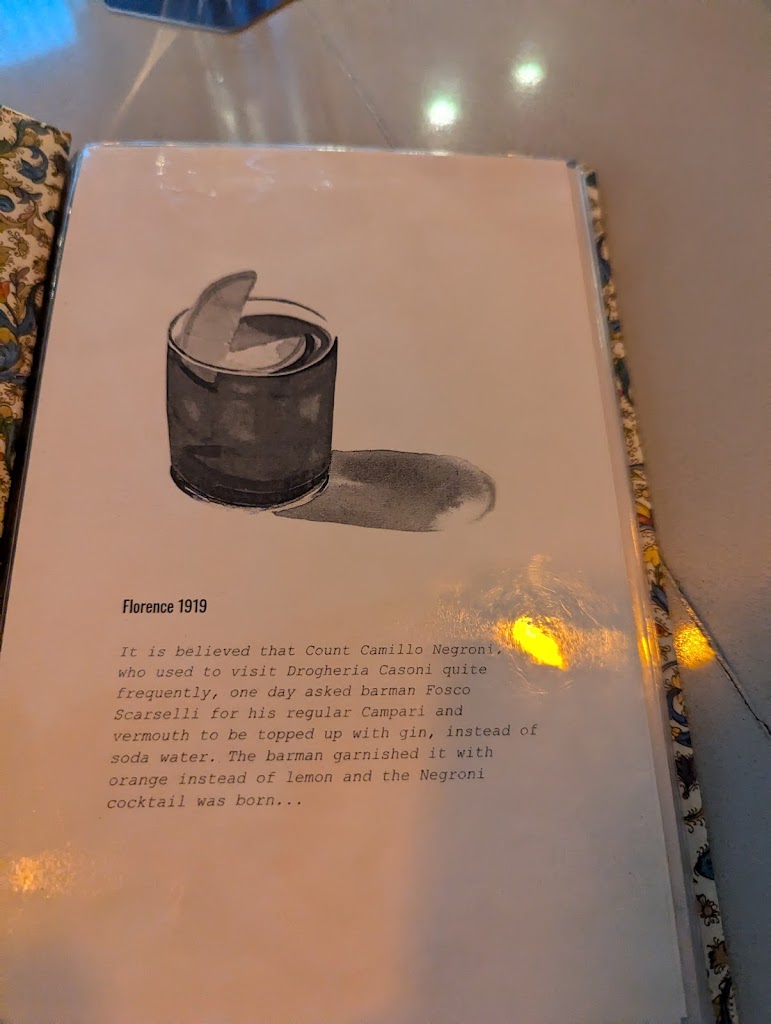 Florence 1919
It is believed that Count Camillo Negroni,
who used to visit Drogheria Casoni quite
frequently, one day asked barman Fosco
Scarselli for his regular Campari and
vermouth to be topped up with gin, instead of
soda water. The barman garnished it with
orange instead of lemon and the Negroni
cocktail was born...